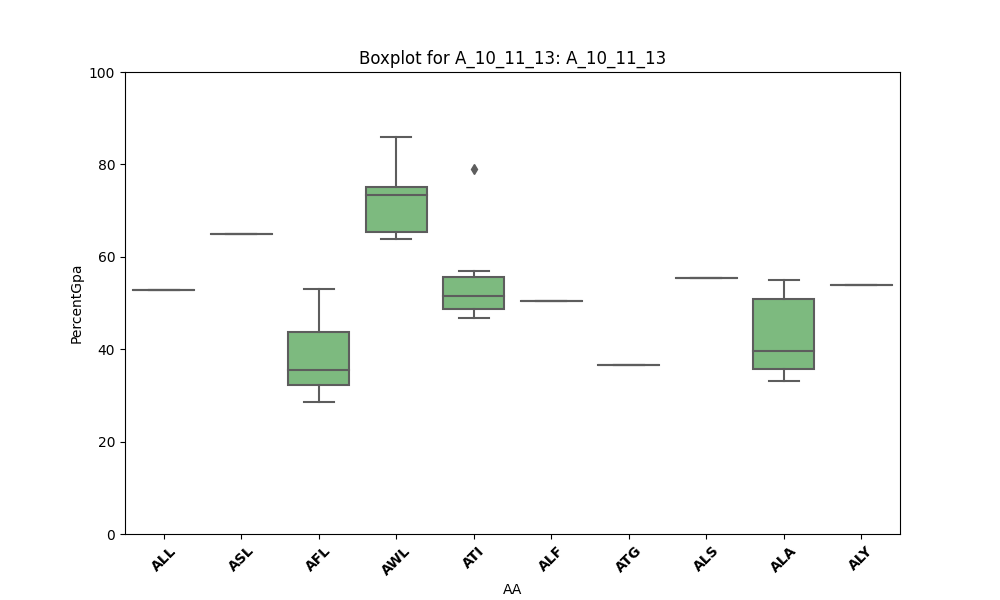 Boxplot for A_10_11_13: A_10_11_13
PercentGpa
100
80
60
40
20
0
ALL
ASL
AFL
AWL
ATI
ALF
ATG
ALS
ALA
ALY
AA